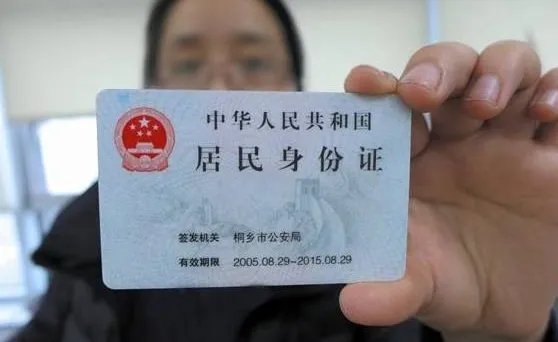 中华人民共和国
居民身份证
签发机关 桐乡市公安局
有效期限 2005.08.29-2015.08.29